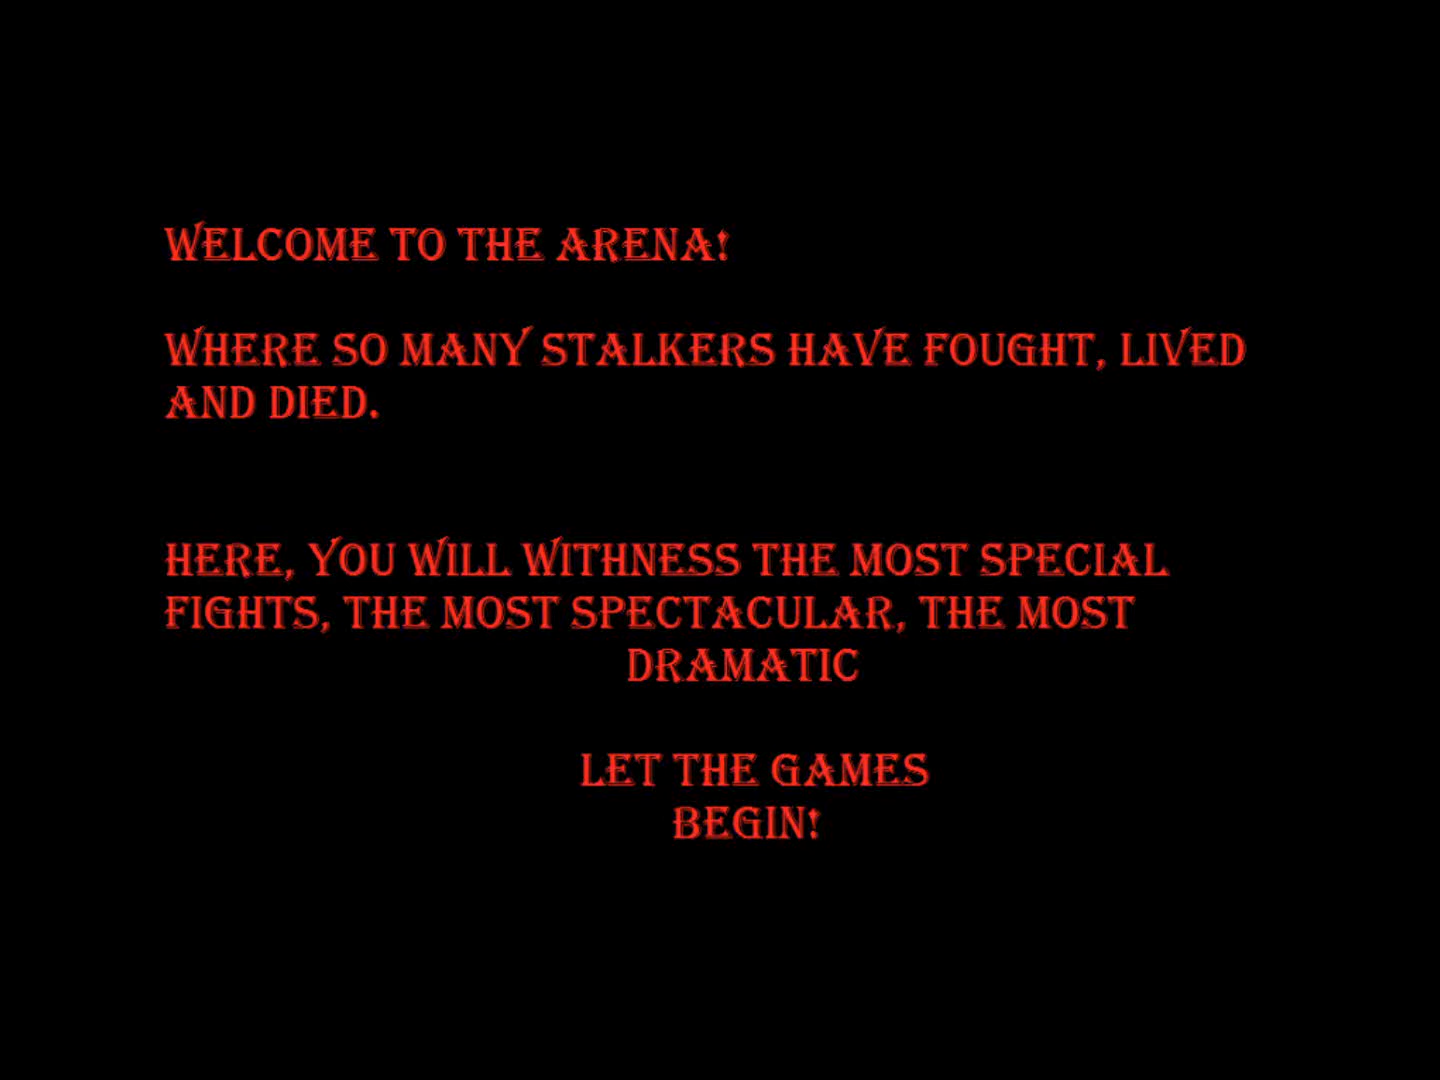 WELCOME TO THE ARENA!
WHERE SO MANY STALKERS HAVE FOUGHT, LIVED
AND DIED.
HERE, YOU WILL WITHNESS THE MOST SPECIAL
FIGHTS, THE MOST SPECTACULAR, THE MOST
DRAMATIC
LET THE GAMES
BEGIN!